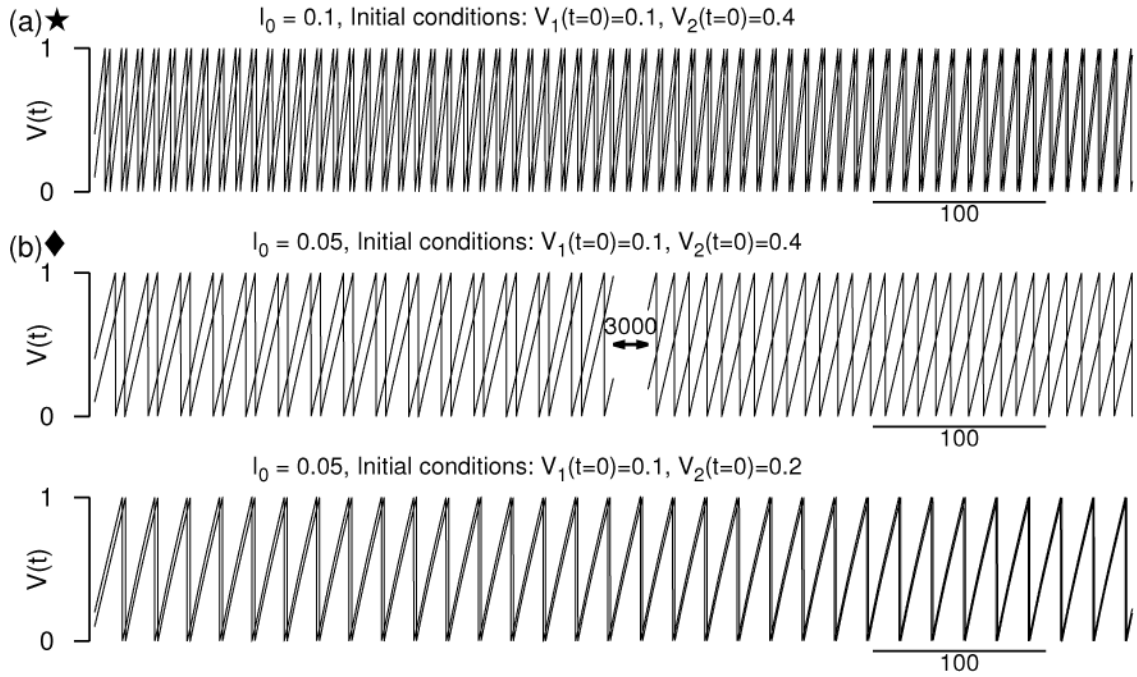 (a)★ I₀ = 0.1, Initial conditions: V₁(t=0)=0.1, V₂(t=0)=0.4
1
V(t)
0
100
(b)♦ I₀ = 0.05, Initial conditions: V₁(t=0)=0.1, V₂(t=0)=0.4
1
3000
V(t)
0
100
I₀ = 0.05, Initial conditions: V₁(t=0)=0.1, V₂(t=0)=0.2
1
V(t)
0
100